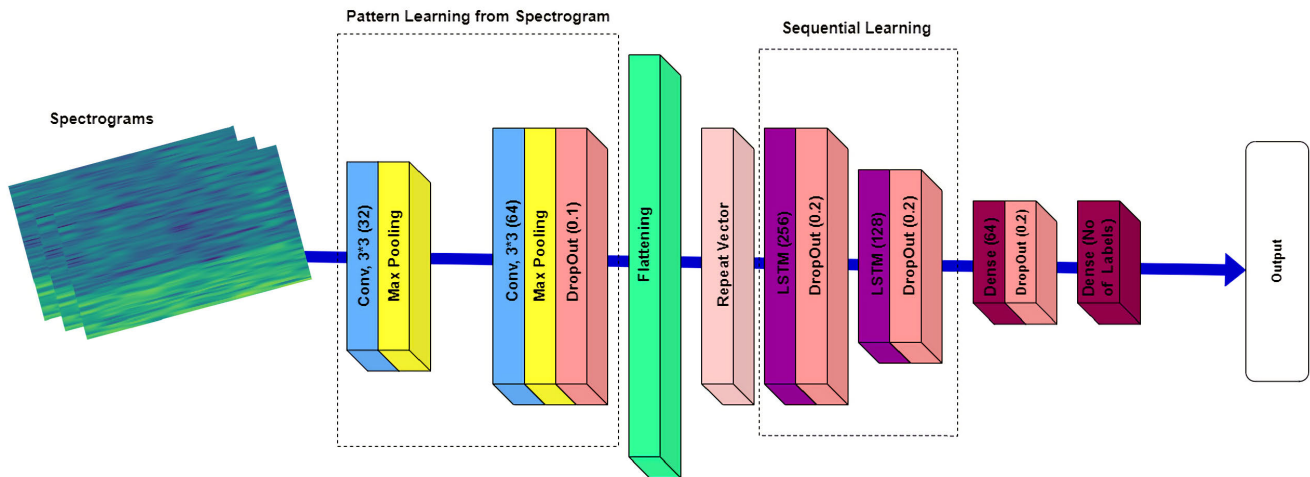 Pattern Learning from Spectrogram
Sequential Learning
Spectrograms
Conv, 3*3 (32)
Max Pooling
Conv, 3*3 (64)
Max Pooling
DropOut (0.1)
Flattening
Repeat Vector
LSTM (256)
DropOut (0.2)
LSTM (128)
DropOut (0.2)
Dense (64)
DropOut (0.2)
Dense (No
of Labels)
Output